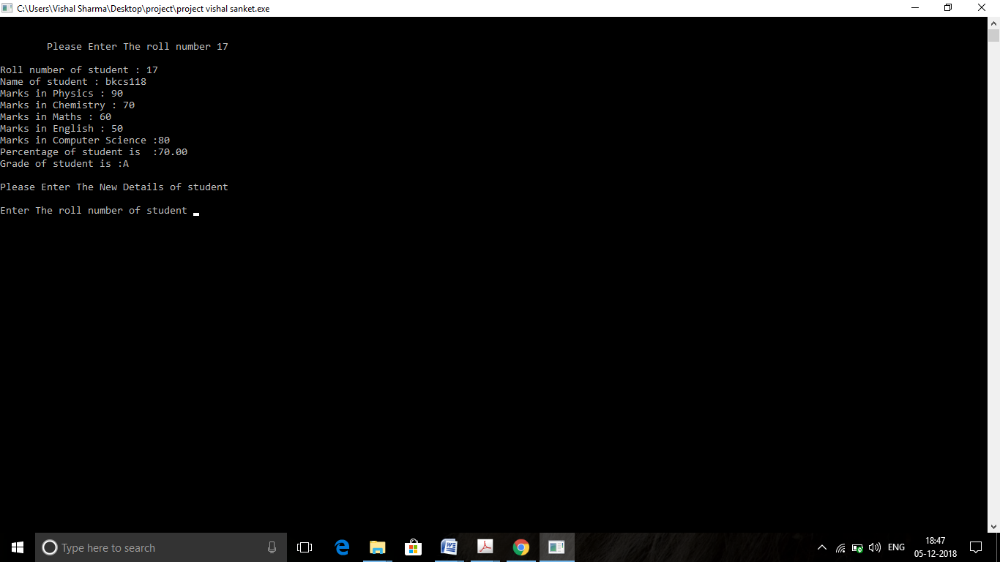 C:\Users\Vishal Sharma\Desktop\project\project vishal sanket.exe
Please Enter The roll number 17
Roll number of student : 17
Name of student : bkcs118
Marks in Physics : 90
Marks in Chemistry : 70
Marks in Maths : 60
Marks in English : 50
Marks in Computer Science :80
Percentage of student is  :70.00
Grade of student is :A
Please Enter The New Details of student
Enter The roll number of student
Type here to search
ENG
18:47
05-12-2018